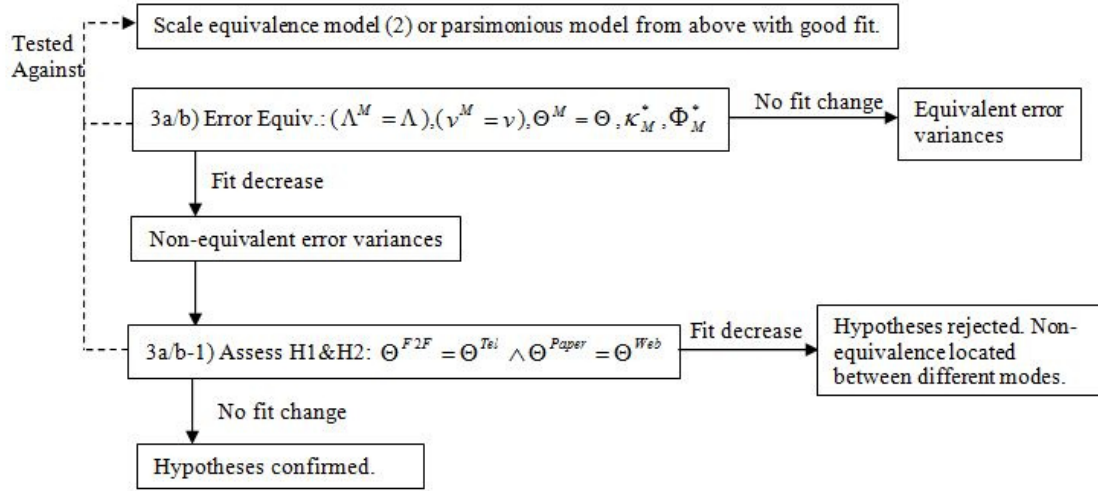 Scale equivalence model (2) or parsimonious model from above with good fit.
Tested
Against
3a/b) Error Equiv.: (Λ^M = Λ),(ν^M = ν),Θ^M = Θ,κ*_M,Φ*_M
No fit change
Equivalent error
variances
Fit decrease
Non-equivalent error variances
3a/b-1) Assess H1&H2: Θ^F2F = Θ^Tel ∧ Θ^Paper = Θ^Web
Fit decrease
Hypotheses rejected. Non-
equivalence located
between different modes.
No fit change
Hypotheses confirmed.